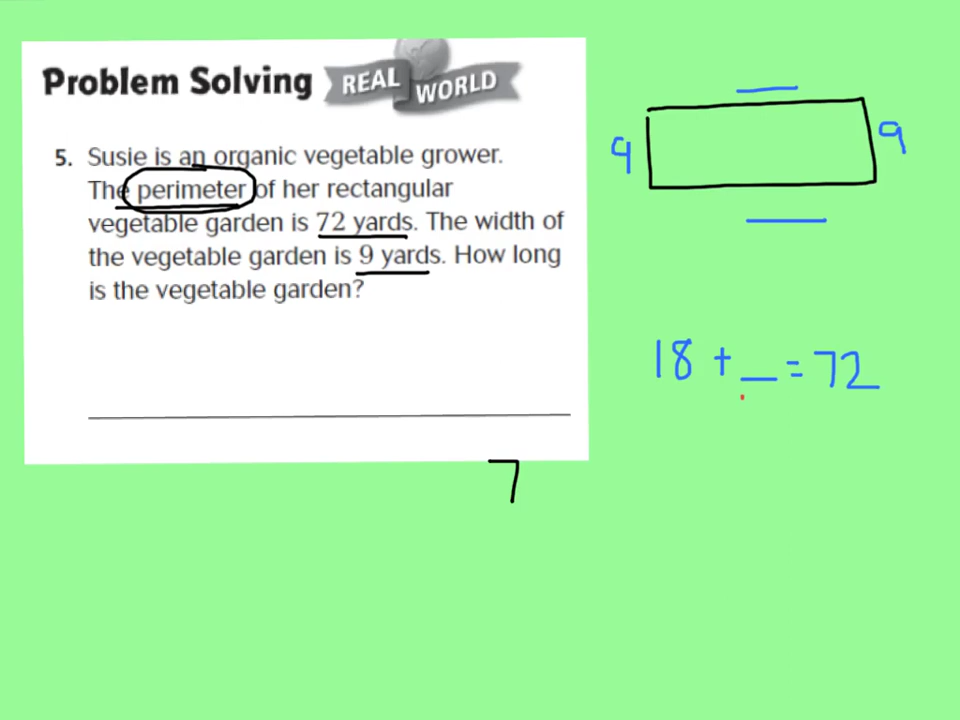 Problem Solving REAL WORLD
5. Susie is an organic vegetable grower.
The perimeter of her rectangular
vegetable garden is 72 yards. The width of
the vegetable garden is 9 yards. How long
is the vegetable garden?
9 9
18 + _ = 72
7